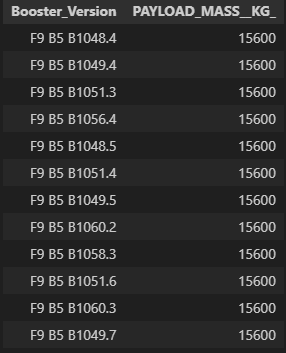 Booster_Version PAYLOAD_MASS__KG_
F9 B5 B1048.4 15600
F9 B5 B1049.4 15600
F9 B5 B1051.3 15600
F9 B5 B1056.4 15600
F9 B5 B1048.5 15600
F9 B5 B1051.4 15600
F9 B5 B1049.5 15600
F9 B5 B1060.2 15600
F9 B5 B1058.3 15600
F9 B5 B1051.6 15600
F9 B5 B1060.3 15600
F9 B5 B1049.7 15600